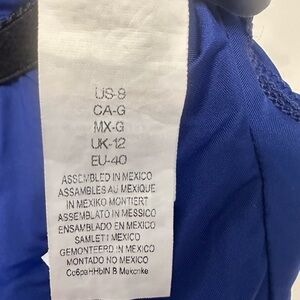 US-8
CA-G
MX-G
UK-12
EU-40
ASSEMBLED IN MEXICO
ASSAMBLES AU MEXIQUE
IN MEXIKO MONTIERT
ASSEMBLATO IN MESSICO
ENSAMBLADO EN MEXICO
SAMLET I MEXICO
GEMONTEERD IN MEXICO
MONTADO NO MEXICO